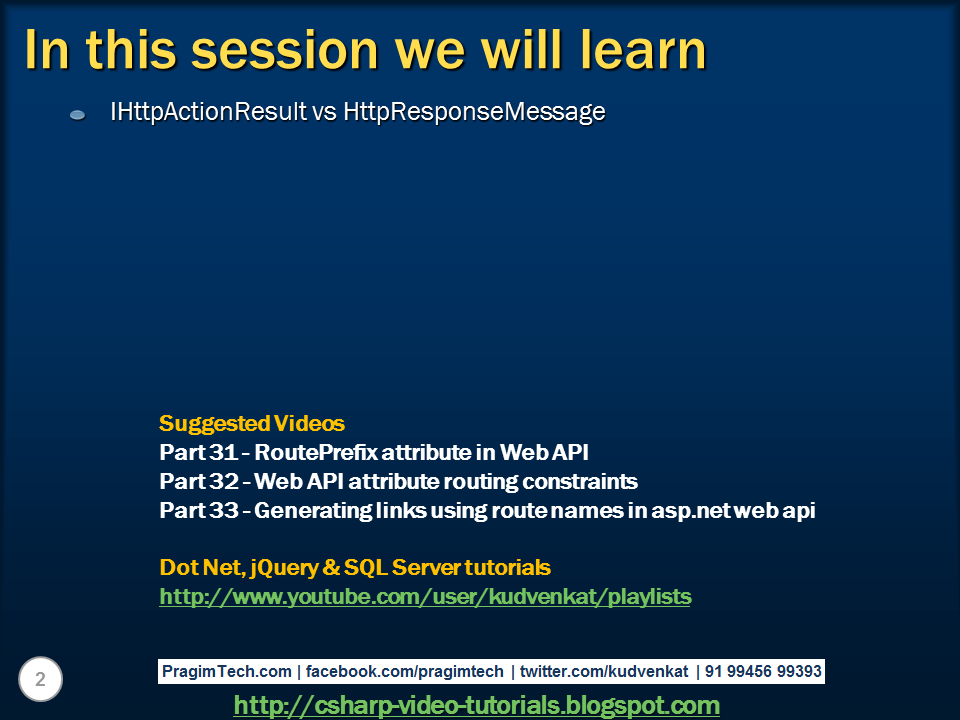 In this session we will learn
IHttpActionResult vs HttpResponseMessage
Suggested Videos
Part 31 - RoutePrefix attribute in Web API
Part 32 - Web API attribute routing constraints
Part 33 - Generating links using route names in asp.net web api
Dot Net, jQuery & SQL Server tutorials
http://www.youtube.com/user/kudvenkat/playlists
2
PragimTech.com | facebook.com/pragimtech | twitter.com/kudvenkat | 91 99456 99393
http://csharp-video-tutorials.blogspot.com